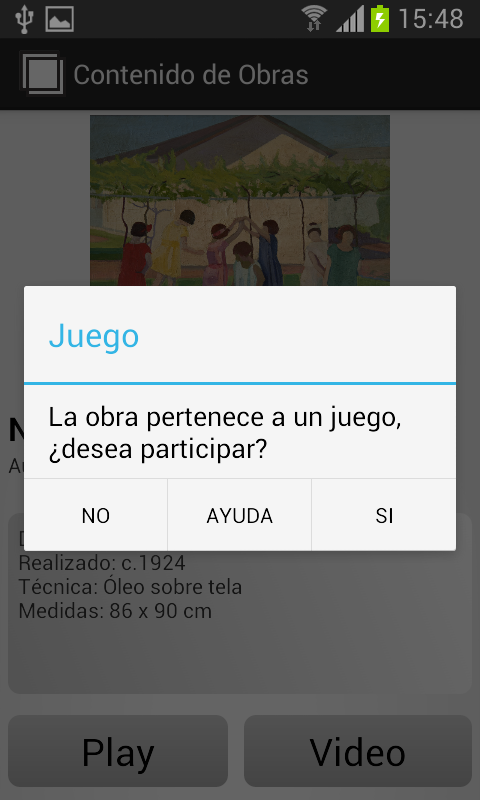 15:48
Contenido de Obras
Juego
La obra pertenece a un juego,
¿desea participar?
NO AYUDA SI
Realizado: c.1924
Técnica: Óleo sobre tela
Medidas: 86 x 90 cm
Play Video